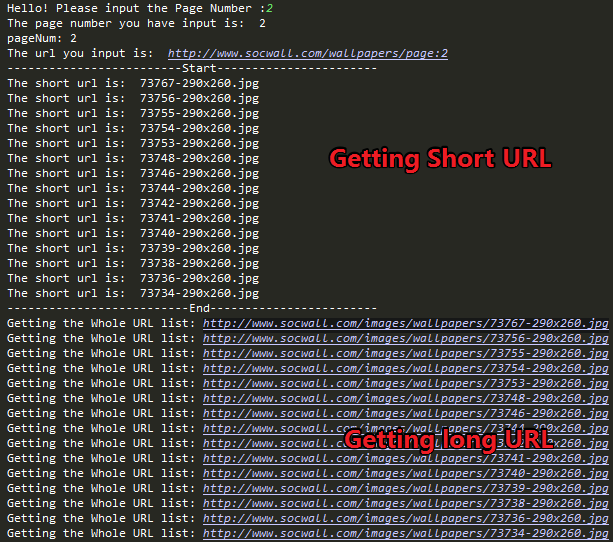 Hello! Please input the Page Number :2
The page number you have input is:  2
pageNum: 2
The url you input is:  http://www.socwall.com/wallpapers/page:2
------------------------Start-----------------------
The short url is:  73767-290x260.jpg
The short url is:  73756-290x260.jpg
The short url is:  73755-290x260.jpg
The short url is:  73754-290x260.jpg
The short url is:  73753-290x260.jpg
The short url is:  73748-290x260.jpg
The short url is:  73746-290x260.jpg
The short url is:  73744-290x260.jpg
The short url is:  73742-290x260.jpg
The short url is:  73741-290x260.jpg
The short url is:  73740-290x260.jpg
The short url is:  73739-290x260.jpg
The short url is:  73738-290x260.jpg
The short url is:  73736-290x260.jpg
The short url is:  73734-290x260.jpg
Getting Short URL
-------------------------End------------------------
Getting the Whole URL list: http://www.socwall.com/images/wallpapers/73767-290x260.jpg
Getting the Whole URL list: http://www.socwall.com/images/wallpapers/73756-290x260.jpg
Getting the Whole URL list: http://www.socwall.com/images/wallpapers/73755-290x260.jpg
Getting the Whole URL list: http://www.socwall.com/images/wallpapers/73754-290x260.jpg
Getting the Whole URL list: http://www.socwall.com/images/wallpapers/73753-290x260.jpg
Getting the Whole URL list: http://www.socwall.com/images/wallpapers/73748-290x260.jpg
Getting the Whole URL list: http://www.socwall.com/images/wallpapers/73746-290x260.jpg
Getting the Whole URL list:
Getting the Whole URL list:
Getting long URL
Getting the Whole URL list: http://www.socwall.com/images/wallpapers/73741-290x260.jpg
Getting the Whole URL list: http://www.socwall.com/images/wallpapers/73740-290x260.jpg
Getting the Whole URL list: http://www.socwall.com/images/wallpapers/73739-290x260.jpg
Getting the Whole URL list: http://www.socwall.com/images/wallpapers/73738-290x260.jpg
Getting the Whole URL list: http://www.socwall.com/images/wallpapers/73736-290x260.jpg
Getting the Whole URL list: http://www.socwall.com/images/wallpapers/73734-290x260.jpg